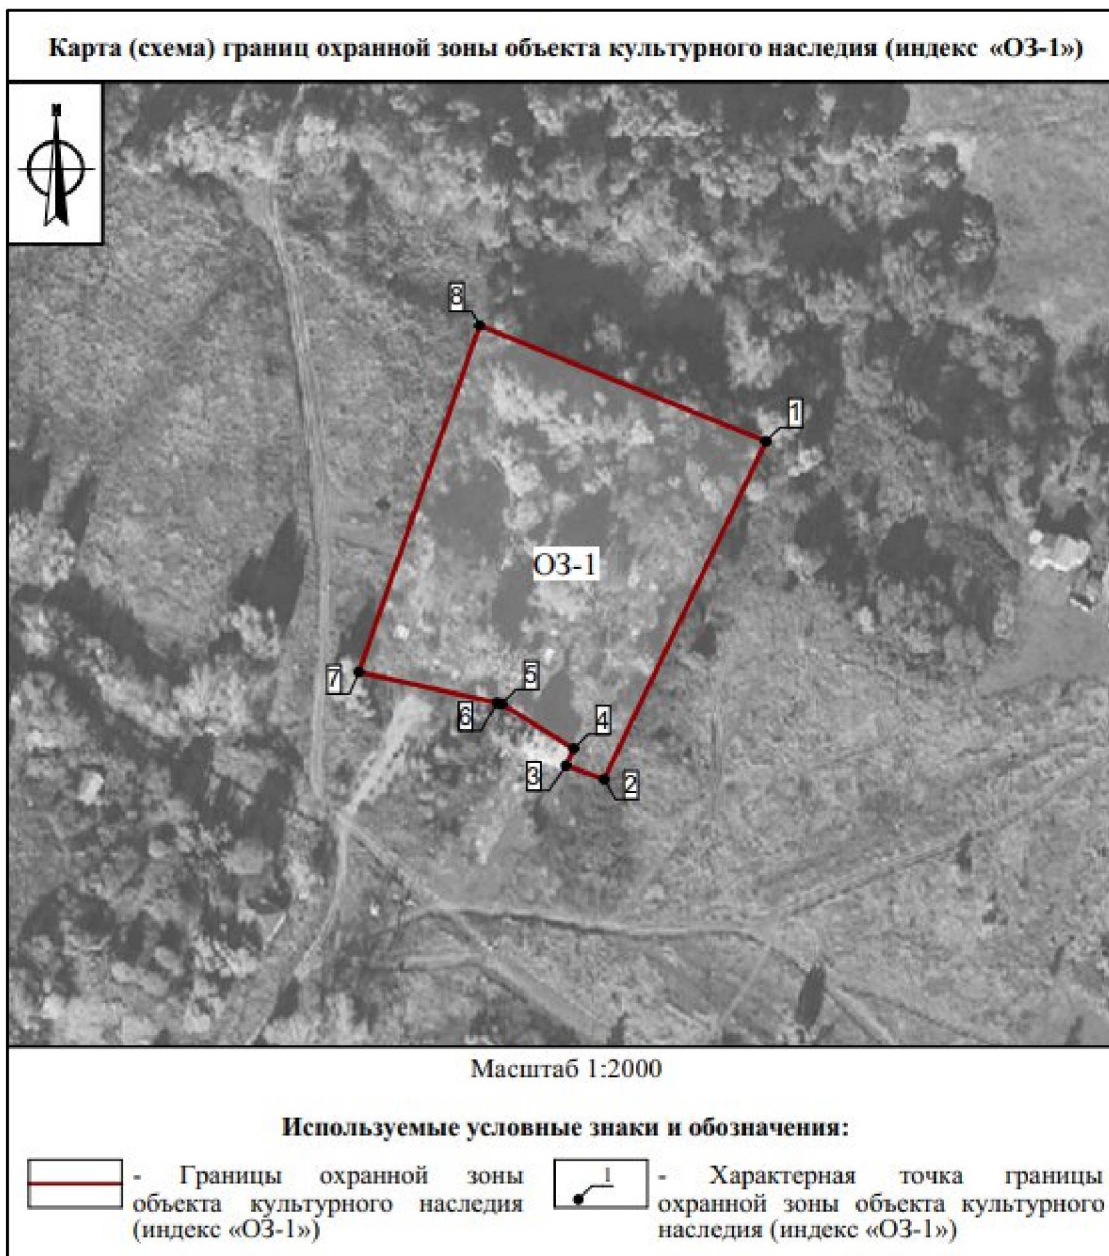 Карта (схема) границ охранной зоны объекта культурного наследия (индекс «ОЗ-1»)
8
1
ОЗ-1
7
5
6
4
3
2
Масштаб 1:2000
Используемые условные знаки и обозначения:
- Границы охранной зоны
объекта культурного наследия
(индекс «ОЗ-1»)
1
- Характерная точка границы
охранной зоны объекта культурного
наследия (индекс «ОЗ-1»)